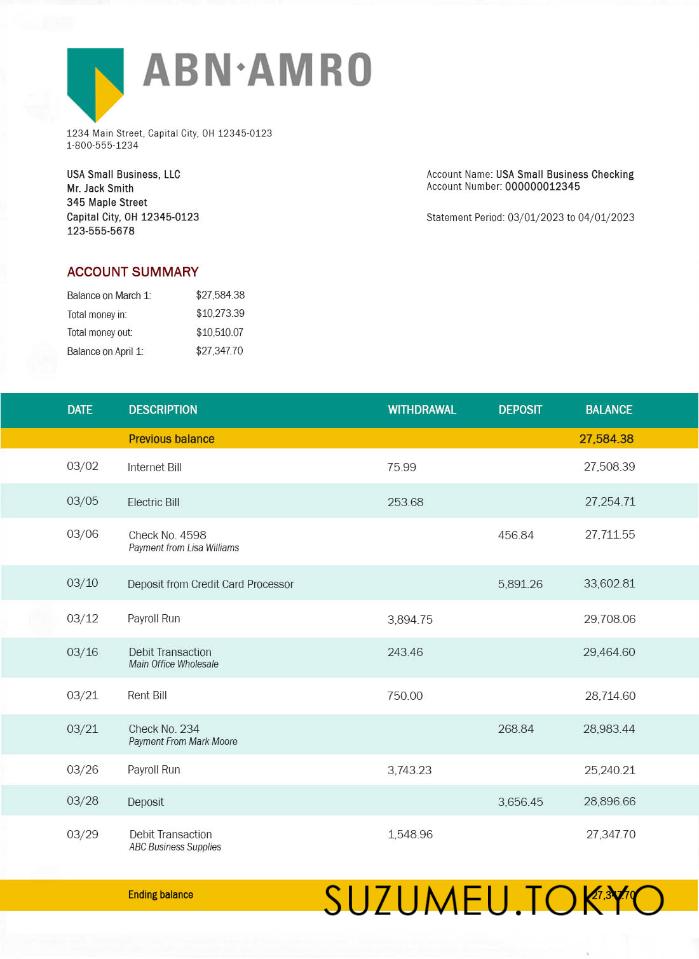 ABN·AMRO
1234 Main Street, Capital City, OH 12345-0123
1-800-555-1234
USA Small Business, LLC
Mr. Jack Smith
345 Maple Street
Capital City, OH 12345-0123
123-555-5678
Account Name: USA Small Business Checking
Account Number: 000000012345
Statement Period: 03/01/2023 to 04/01/2023
ACCOUNT SUMMARY
Balance on March 1: $27,584.38
Total money in: $10,273.39
Total money out: $10,510.07
Balance on April 1: $27,347.70
DATE DESCRIPTION WITHDRAWAL DEPOSIT BALANCE
Previous balance 27,584.38
03/02 Internet Bill 75.99 27,508.39
03/05 Electric Bill 253.68 27,254.71
03/06 Check No. 4598 456.84 27,711.55
Payment from Lisa Williams
03/10 Deposit from Credit Card Processor 5,891.26 33,602.81
03/12 Payroll Run 3,894.75 29,708.06
03/16 Debit Transaction 243.46 29,464.60
Main Office Wholesale
03/21 Rent Bill 750.00 28,714.60
03/21 Check No. 234 268.84 28,983.44
Payment From Mark Moore
03/26 Payroll Run 3,743.23 25,240.21
03/28 Deposit 3,656.45 28,896.66
03/29 Debit Transaction 1,548.96 27,347.70
ABC Business Supplies
Ending balance 27,347.70
SUZUMEU.TOKYO